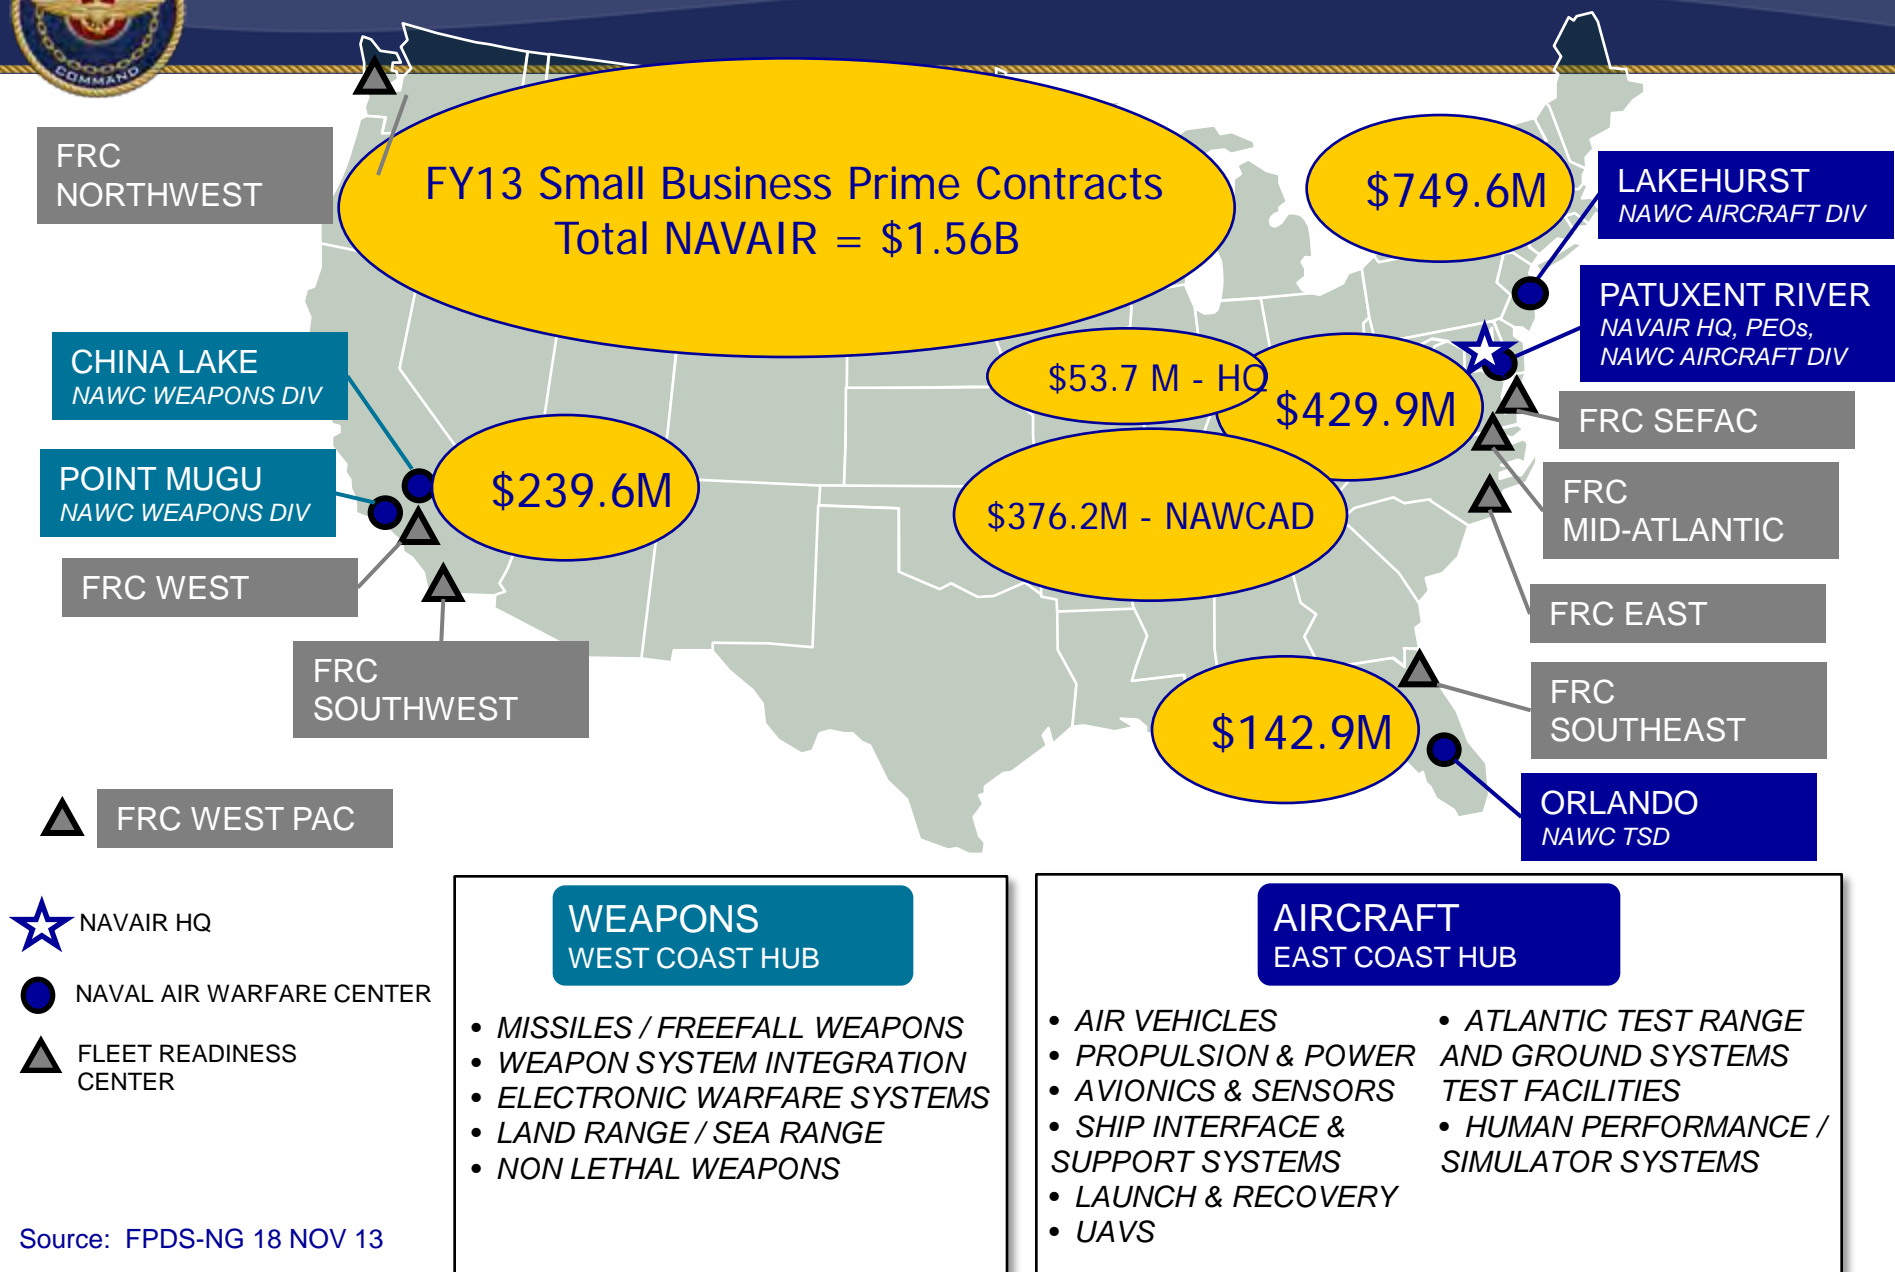 COMMAND
FRC
NORTHWEST
FY13 Small Business Prime Contracts
Total NAVAIR = $1.56B
$749.6M
LAKEHURST
NAWC AIRCRAFT DIV
PATUXENT RIVER
NAVAIR HQ, PEOs,
NAWC AIRCRAFT DIV
CHINA LAKE
NAWC WEAPONS DIV
$53.7 M - HQ
$429.9M
FRC SEFAC
POINT MUGU
NAWC WEAPONS DIV
$239.6M
$376.2M - NAWCAD
FRC
MID-ATLANTIC
FRC WEST
FRC EAST
FRC
SOUTHWEST
$142.9M
FRC
SOUTHEAST
FRC WEST PAC
ORLANDO
NAWC TSD
NAVAIR HQ
NAVAL AIR WARFARE CENTER
FLEET READINESS
CENTER
WEAPONS
WEST COAST HUB
• MISSILES / FREEFALL WEAPONS
• WEAPON SYSTEM INTEGRATION
• ELECTRONIC WARFARE SYSTEMS
• LAND RANGE / SEA RANGE
• NON LETHAL WEAPONS
AIRCRAFT
EAST COAST HUB
• AIR VEHICLES
• PROPULSION & POWER
• AVIONICS & SENSORS
• SHIP INTERFACE &
SUPPORT SYSTEMS
• LAUNCH & RECOVERY
• UAVS
• ATLANTIC TEST RANGE
AND GROUND SYSTEMS
TEST FACILITIES
• HUMAN PERFORMANCE /
SIMULATOR SYSTEMS
Source: FPDS-NG 18 NOV 13